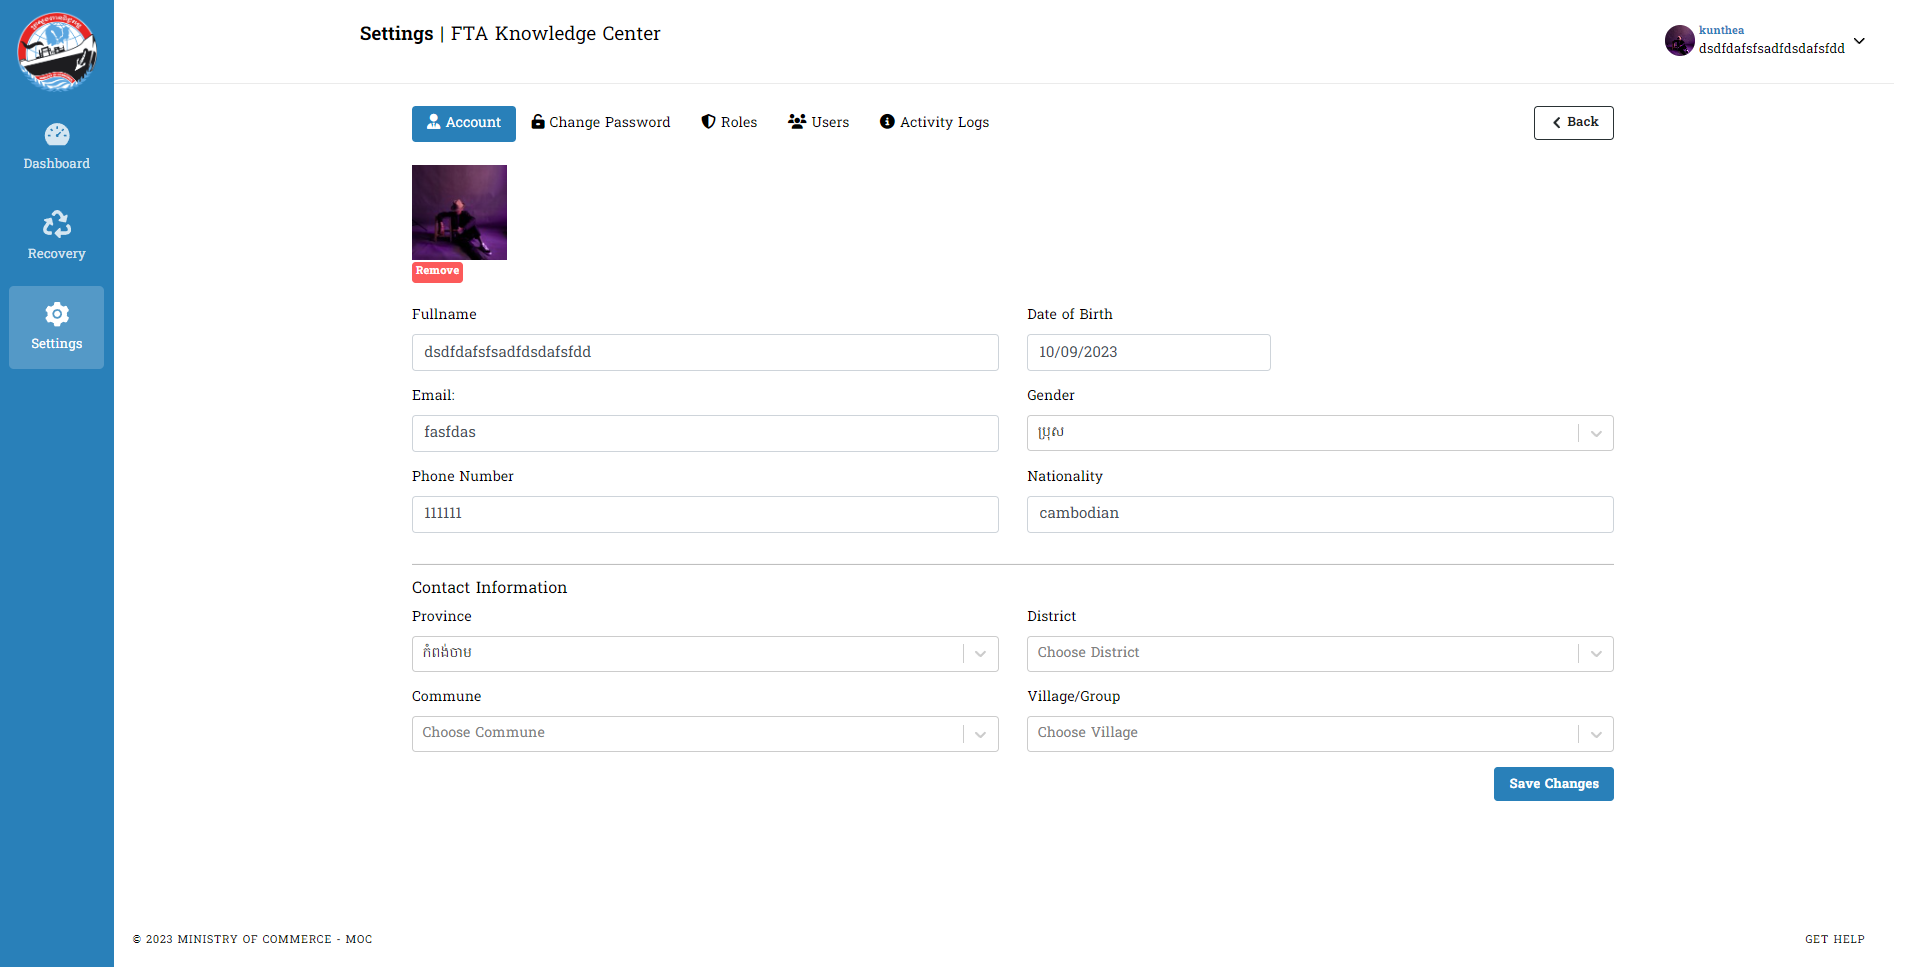 Settings | FTA Knowledge Center
kunthea
dsdfdafsfsadfdsdafsfdd
Dashboard
Recovery
Settings
Account
Change Password
Roles
Users
Activity Logs
Back
Remove
Fullname
dsdfdafsfsadfdsdafsfdd
Date of Birth
10/09/2023
Email:
fasfdas
Gender
ប្រុស
Phone Number
111111
Nationality
cambodian
Contact Information
Province
កំពង់ចាម
District
Choose District
Commune
Choose Commune
Village/Group
Choose Village
Save Changes
© 2023 MINISTRY OF COMMERCE - MOC
GET HELP